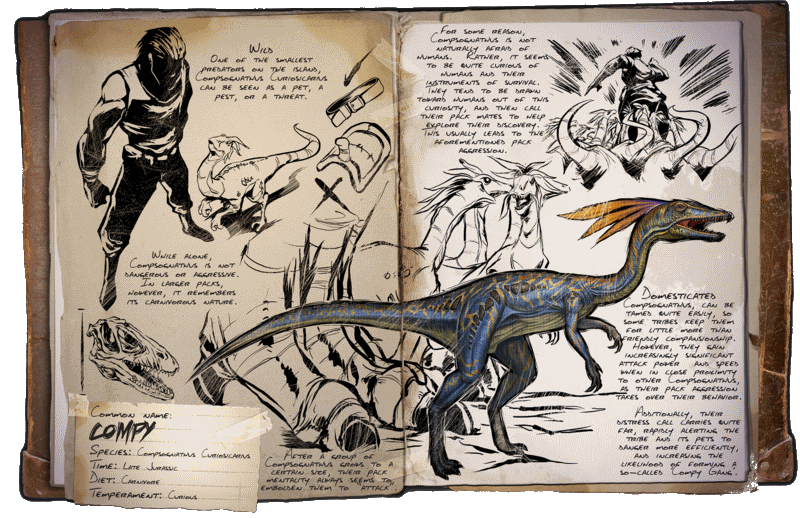 Wild
One of the smallest
predators on the island,
Compsognathus Curiosicarus
can be seen as a pet, a
pest, or a threat.
While alone,
Compsognathus is not
dangerous or aggressive.
In larger packs,
however, it remembers
its carnivorous nature.
Common name:
Compy
Species: Compsognathus Curiosicarus
Time: Late Jurassic
Diet: Carnivore
Temperament: Curious
After a group of
Compsognathus grows to a
certain size, their pack
mentality always seems to
embolden them to attack.
For some reason,
Compsognathus is not
naturally afraid of
humans. Rather, it seems
to be quite curious of
humans and their
instruments of survival.
They tend to be drawn
toward humans out of this
curiosity, and then call
their pack mates to help
explore their discovery.
This usually leads to the
aforementioned pack
aggression.
Domesticated
Compsognathus, can be
tamed quite easily, so
some tribes keep them
for little more than
friendly companionship.
However, they gain
increasingly significant
attack power and speed
when in close proximity
to other Compsognathus,
as their pack aggression
takes over their behavior.
Additionally, their
distress call carries quite
far, rapidly alerting the
tribe and its pets to
danger more efficiently,
and increasing the
likelihood of forming a
so-called Compy Gang.